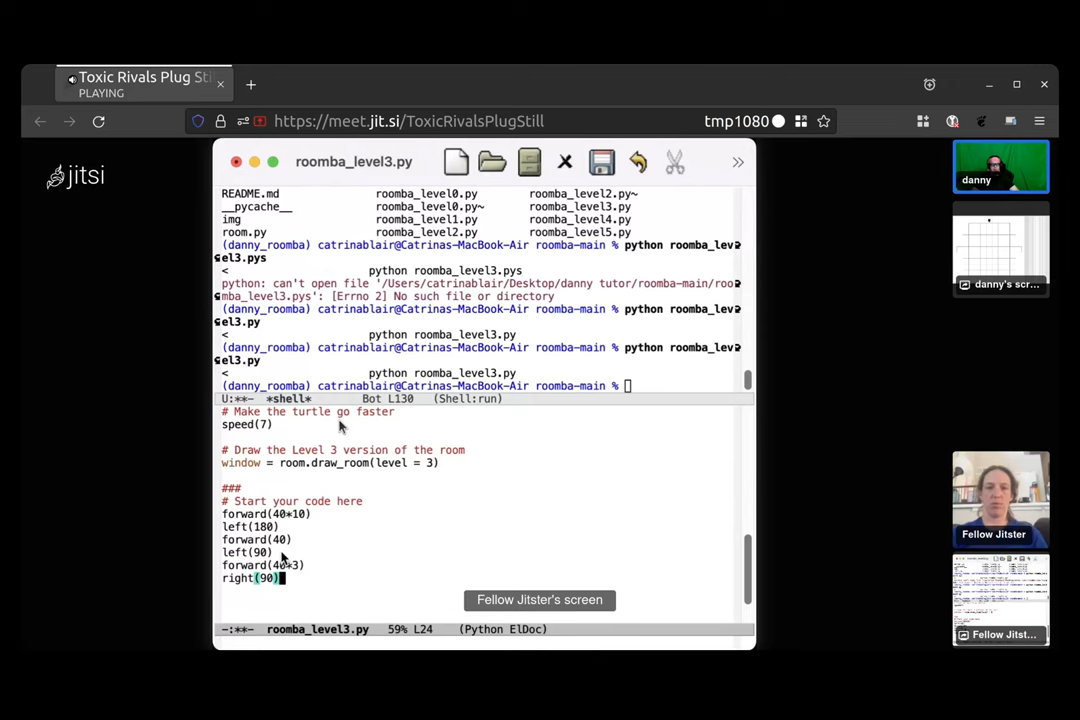 Toxic Rivals Plug Sti
PLAYING
https://meet.jit.si/ToxicRivalsPlugStill
tmp1080
jitsi
roomba_level3.py
README.md roomba_level0.py roomba_level2.py~
__pycache__ roomba_level0.py~ roomba_level3.py
img roomba_level1.py roomba_level4.py
room.py roomba_level2.py roomba_level5.py
(danny_roomba) catrinablair@Catrinas-MacBook-Air roomba-main % python roomba_lev
el3.pys
< python roomba_level3.pys
python: can't open file '/Users/catrinablair/Desktop/danny tutor/roomba-main/roo
mba_level3.pys': [Errno 2] No such file or directory
(danny_roomba) catrinablair@Catrinas-MacBook-Air roomba-main % python roomba_lev
el3.py
< python roomba_level3.py
(danny_roomba) catrinablair@Catrinas-MacBook-Air roomba-main % python roomba_lev
el3.py
< python roomba_level3.py
(danny_roomba) catrinablair@Catrinas-MacBook-Air roomba-main %
U:**- *shell* Bot L130 (Shell:run)
# Make the turtle go faster
speed(7)
# Draw the Level 3 version of the room
window = room.draw_room(level = 3)
###
# Start your code here
forward(40*10)
left(180)
forward(40)
left(90)
forward(40*3)
right(90)
-:**- roomba_level3.py 59% L24 (Python ElDoc)
Fellow Jitster's screen
danny
danny's scr...
Fellow Jitster
Fellow Jitst...